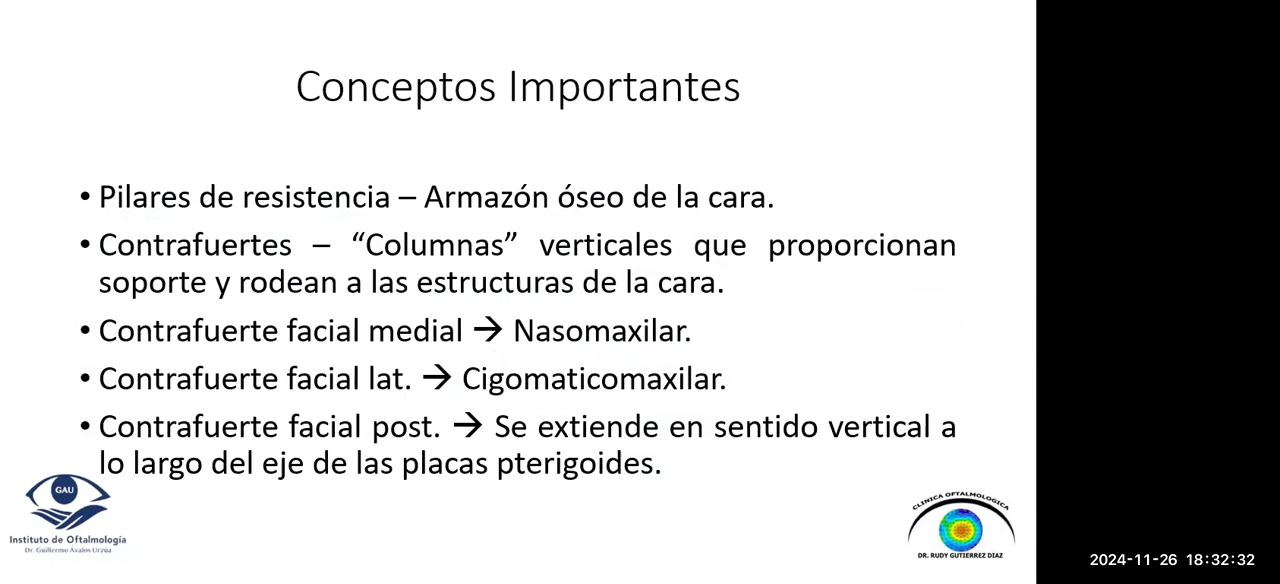 Conceptos Importantes
• Pilares de resistencia – Armazón óseo de la cara.
• Contrafuertes – “Columnas” verticales que proporcionan
soporte y rodean a las estructuras de la cara.
• Contrafuerte facial medial → Nasomaxilar.
• Contrafuerte facial lat. → Cigomaticomaxilar.
• Contrafuerte facial post. → Se extiende en sentido vertical a
lo largo del eje de las placas pterigoides.
GAU
Instituto de Oftalmología
Dr. Guillermo Ávalos Urzúa
CLINICA OFTALMOLOGICA
DR. RUDY GUTIERREZ DIAZ
2024-11-26 18:32:32